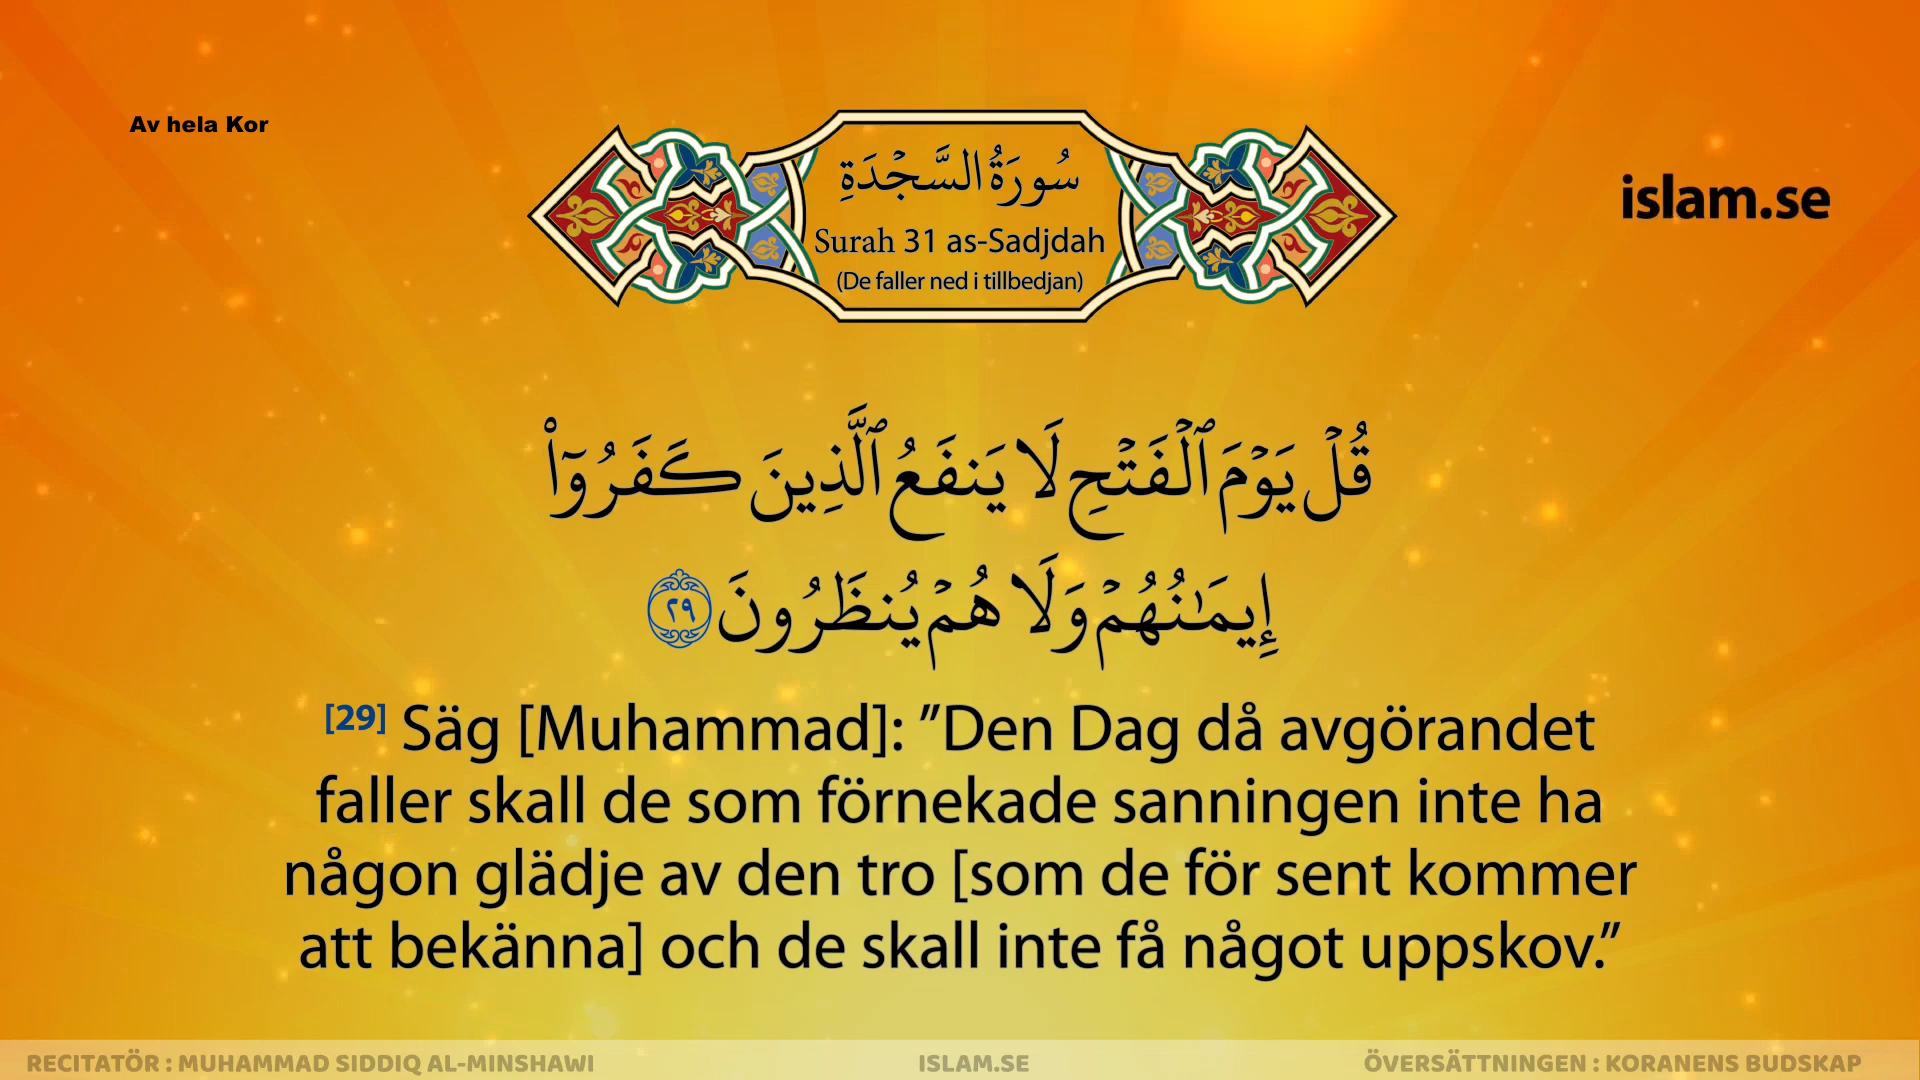 Av hela Kor
سُورَةُ السَّجْدَةِ
Surah 31 as-Sadjdah
(De faller ned i tillbedjan)
islam.se
قُلۡ يَوۡمَ ٱلۡفَتۡحِ لَا يَنفَعُ ٱلَّذِينَ كَفَرُوٓاْ
إِيمَٰنُهُمۡ وَلَا هُمۡ يُنظَرُونَ ٢٩
[29] Säg [Muhammad]: ”Den Dag då avgörandet
faller skall de som förnekade sanningen inte ha
någon glädje av den tro [som de för sent kommer
att bekänna] och de skall inte få något uppskov.”
RECITATÖR : MUHAMMAD SIDDIQ AL-MINSHAWI
ISLAM.SE
ÖVERSÄTTNINGEN : KORANENS BUDSKAP